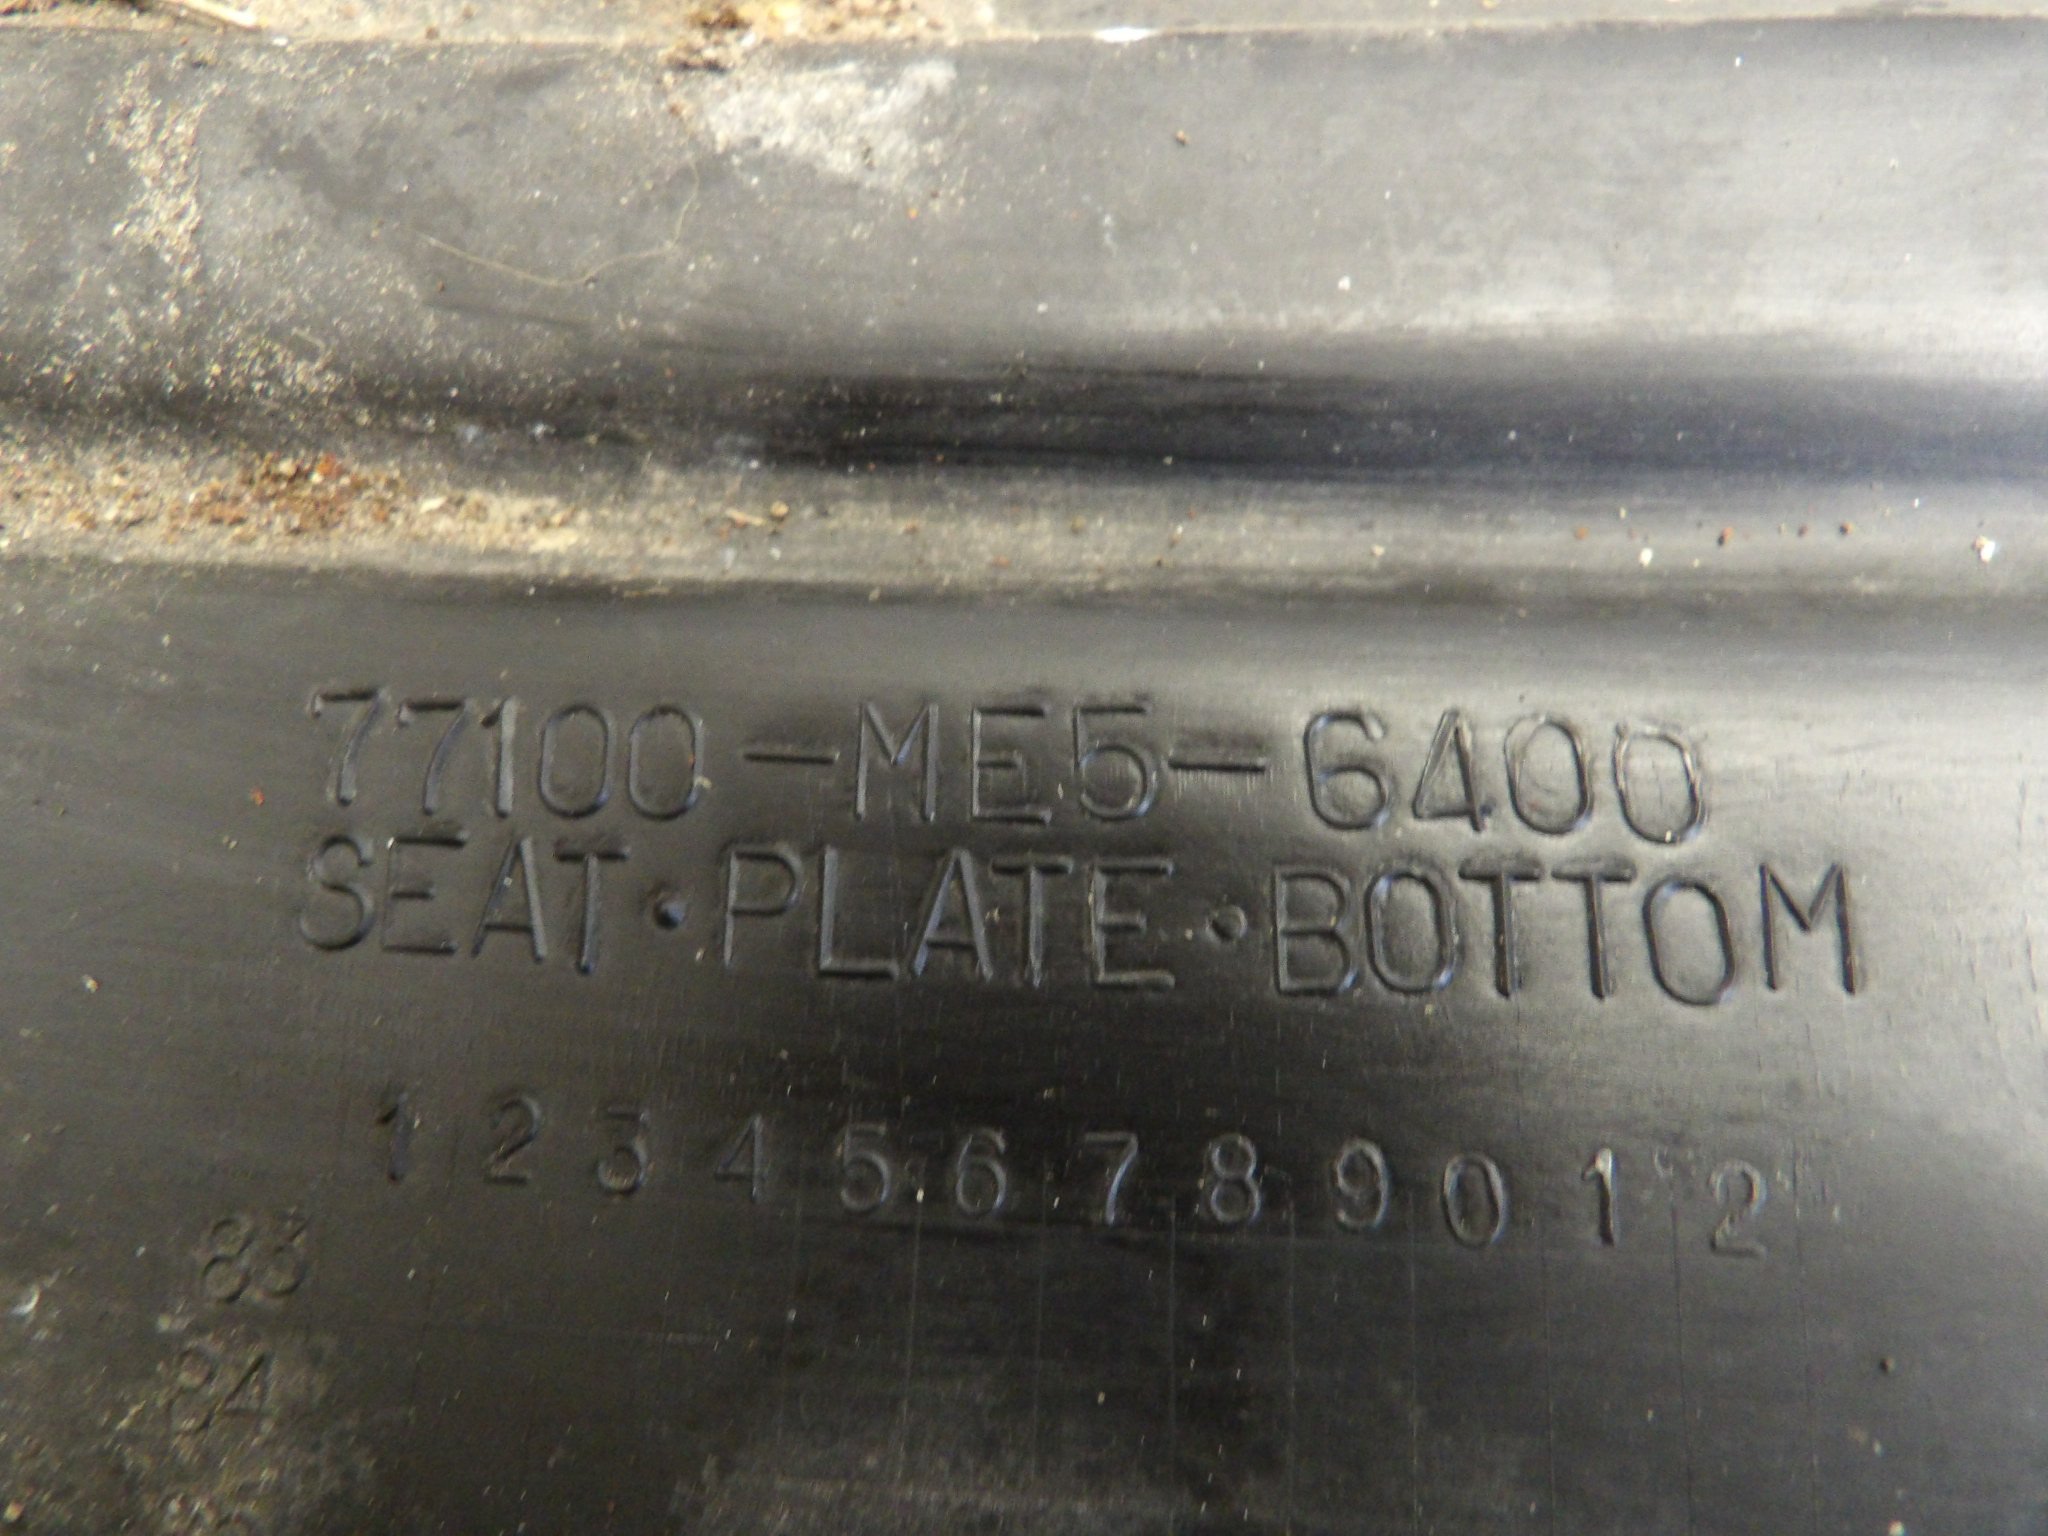 77100-ME5-6400
SEAT·PLATE·BOTTOM
1 2 3 4 5 6 7 8 9 0 1 2
83
84